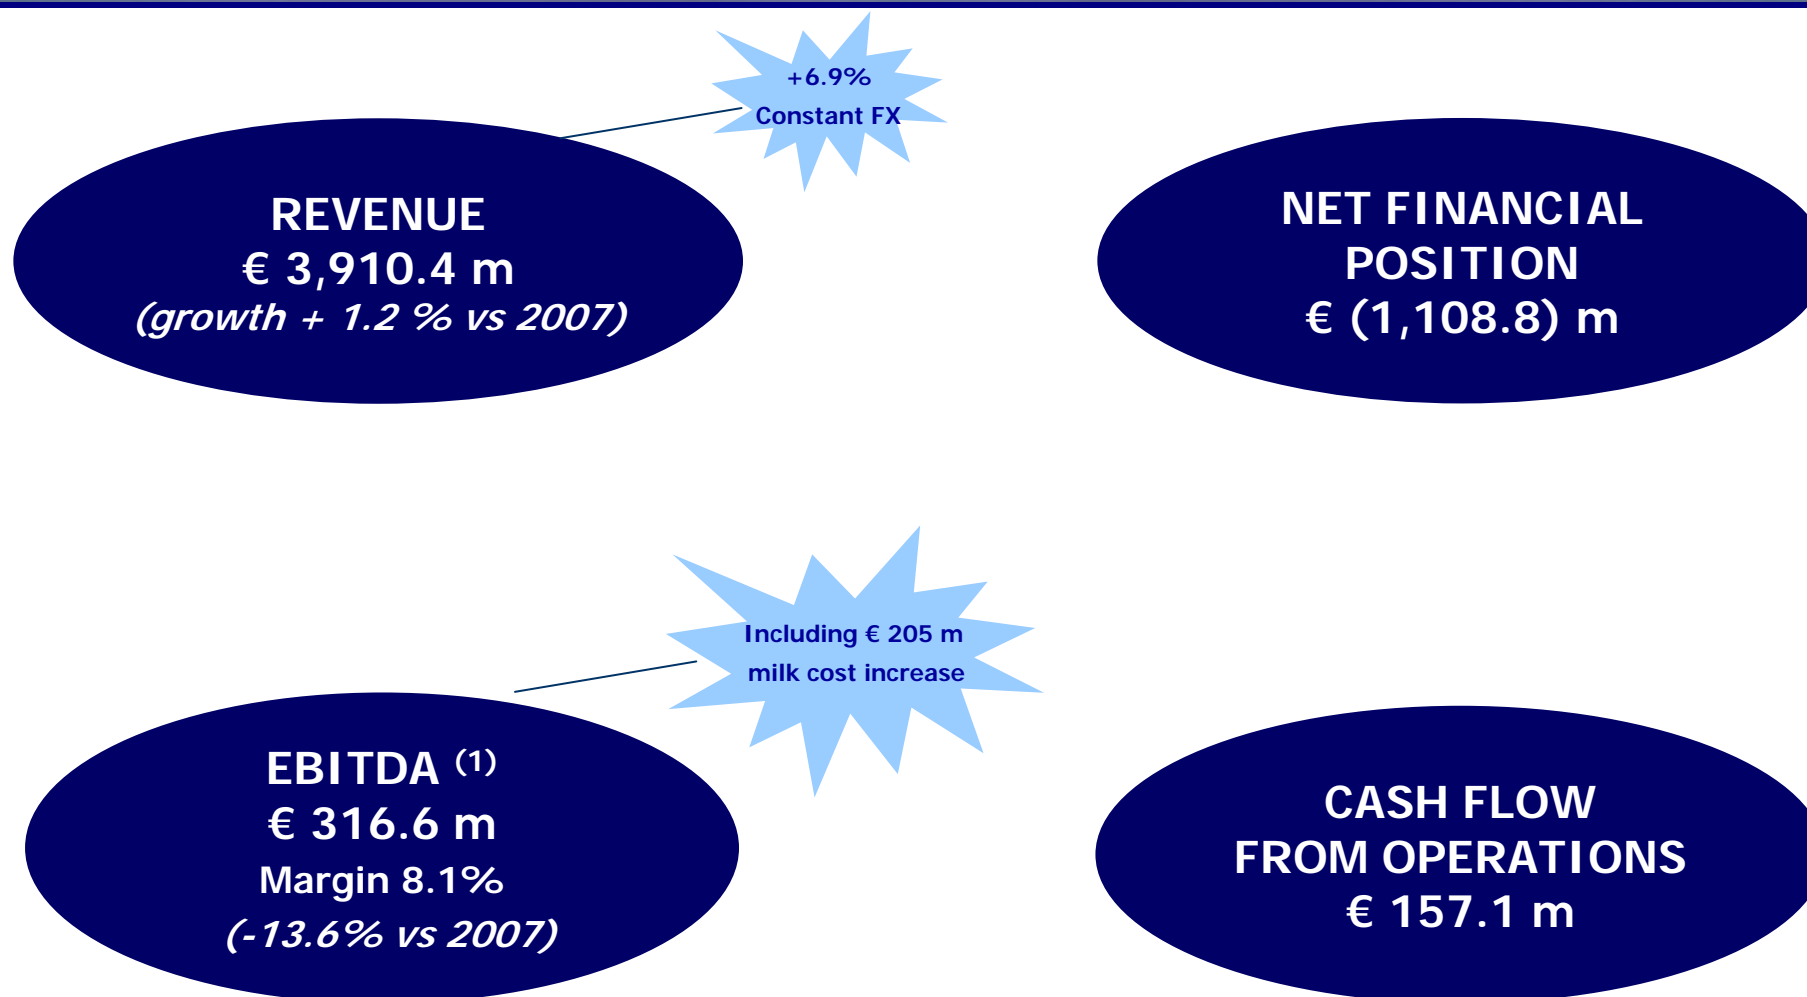 +6.9%
Constant FX
REVENUE
€ 3,910.4 m
(growth + 1.2 % vs 2007)
NET FINANCIAL
POSITION
€ (1,108.8) m
Including € 205 m
milk cost increase
EBITDA (1)
€ 316.6 m
Margin 8.1%
(-13.6% vs 2007)
CASH FLOW
FROM OPERATIONS
€ 157.1 m